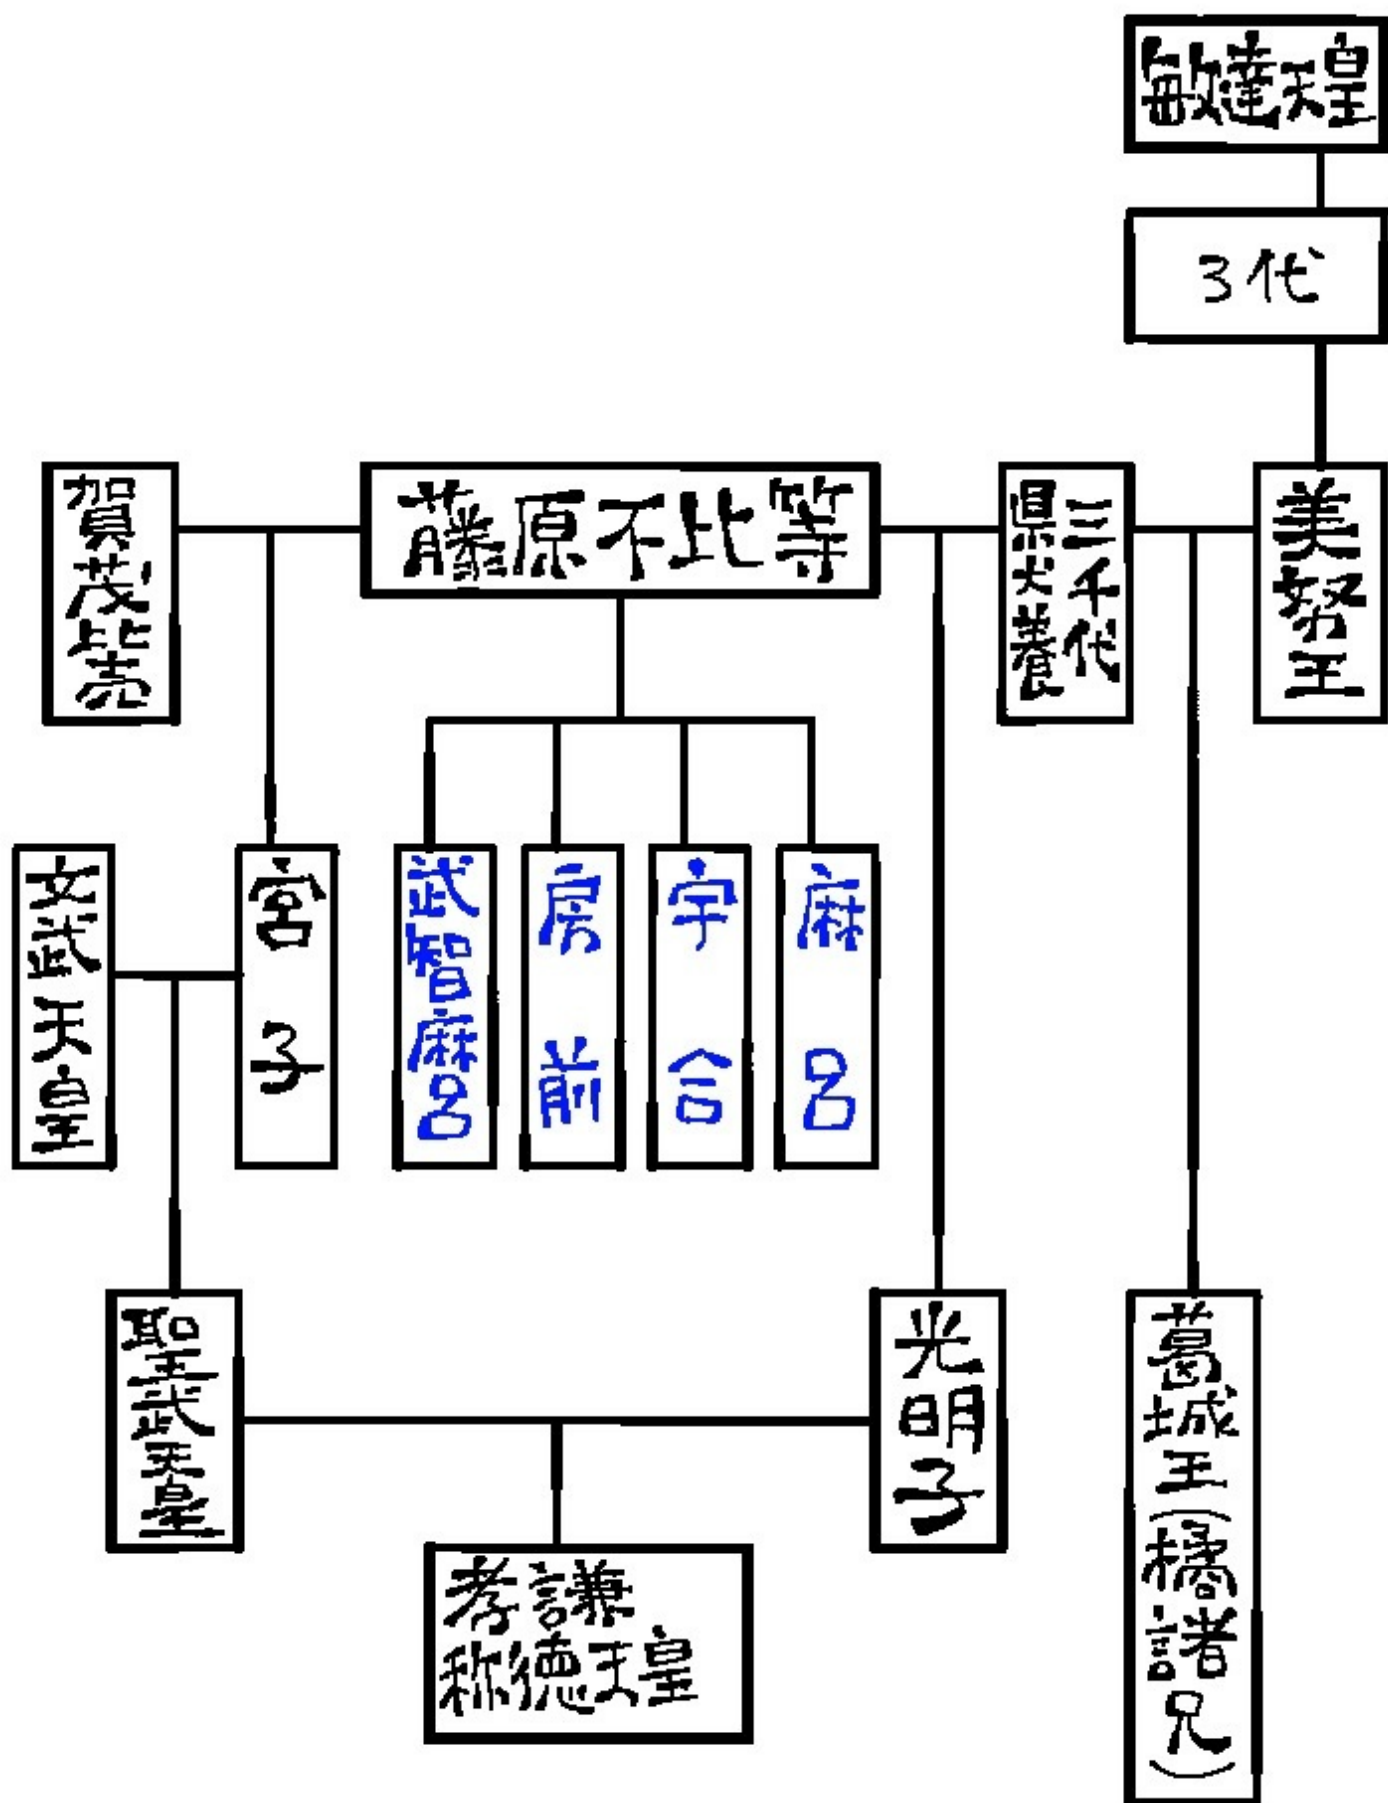 敏達天皇
3代
賀茂比売
藤原不比等
県犬養
三千代
美努王
文武天皇
宮子
武智麻呂
房前
宇合
麻呂
聖武天皇
光明子
葛城王(橘諸兄)
孝謙
称徳天皇